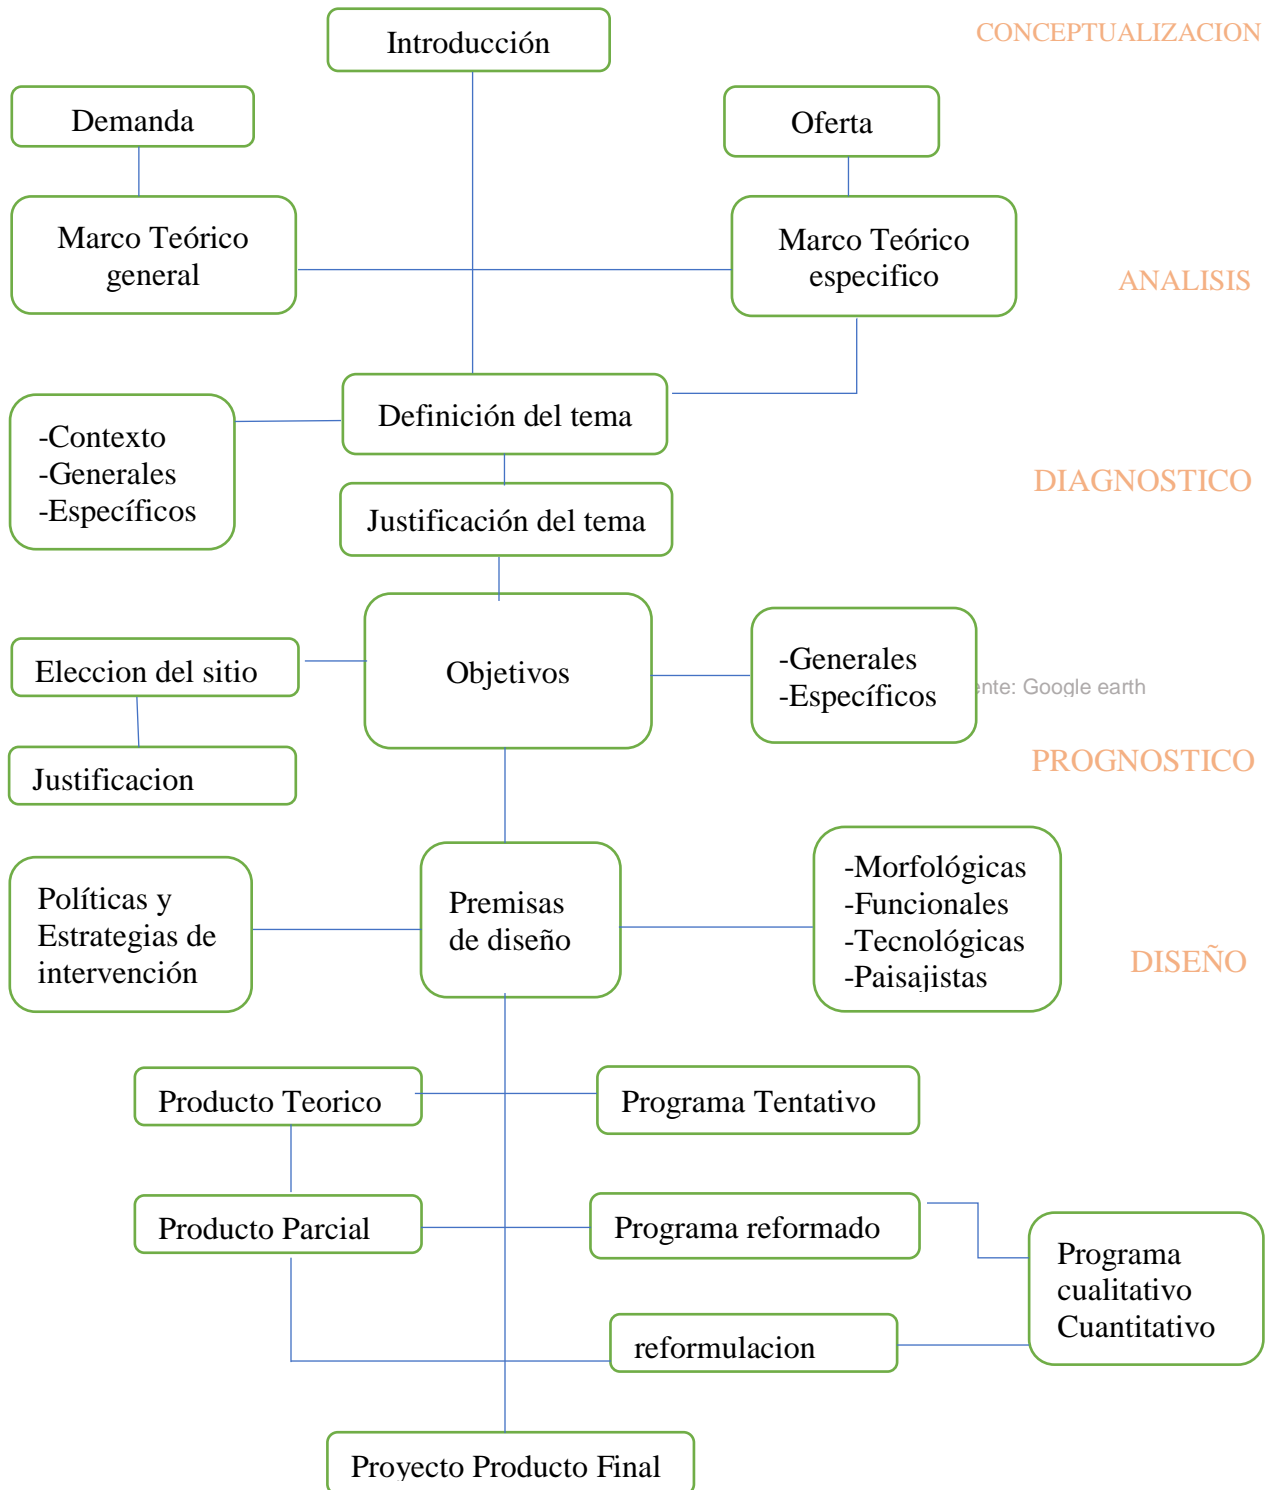 Introducción
CONCEPTUALIZACION
Demanda
Oferta
Marco Teórico
general
Marco Teórico
especifico
ANALISIS
Definición del tema
-Contexto
-Generales
-Específicos
DIAGNOSTICO
Justificación del tema
Eleccion del sitio
Objetivos
-Generales
-Específicos
ente: Google earth
Justificacion
PROGNOSTICO
Políticas y
Estrategias de
intervención
Premisas
de diseño
-Morfológicas
-Funcionales
-Tecnológicas
-Paisajistas
DISEÑO
Producto Teorico
Programa Tentativo
Producto Parcial
Programa reformado
Programa
cualitativo
Cuantitativo
reformulacion
Proyecto Producto Final